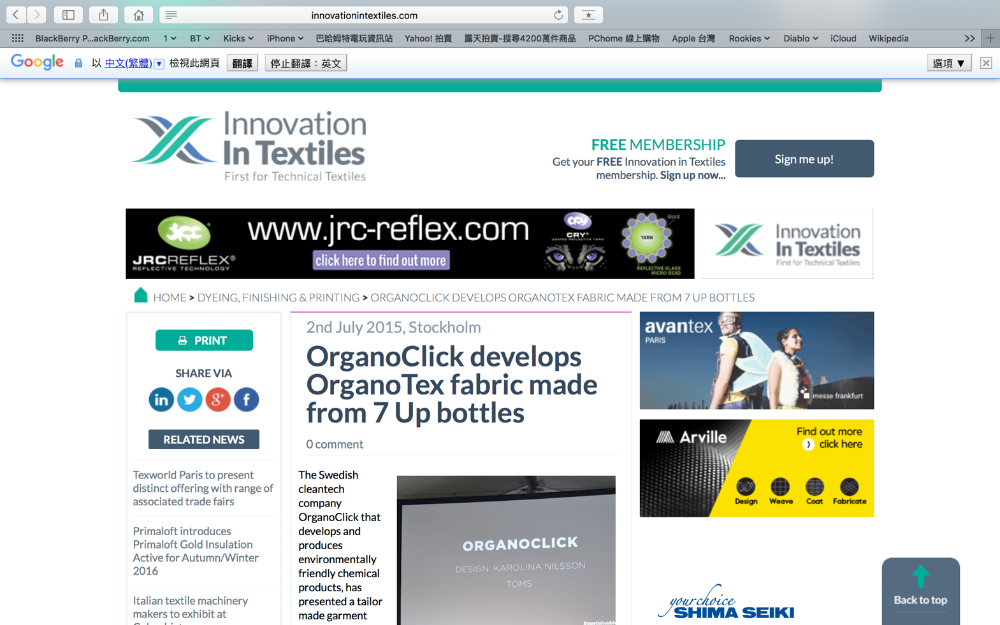 innovationintextiles.com
BlackBerry P...ackBerry.com 1 BT Kicks iPhone 巴哈姆特電玩資訊站 Yahoo! 拍賣 露天拍賣-搜尋4200萬件商品 PChome 線上購物 Apple 台灣 Rookies Diablo iCloud Wikipedia
Google 以 中文(繁體) 檢視此網頁 翻譯 停止翻譯：英文 選項 ▼
Innovation
In Textiles
First for Technical Textiles
FREE MEMBERSHIP
Get your FREE Innovation in Textiles
membership. Sign up now...
Sign me up!
jrc
JRCREFLEX®
REFLECTIVE TECHNOLOGY
www.jrc-reflex.com
click here to find out more
CRY
CRY™
COATED REFLECTIVE YARN
GLUE
YARN
REFLECTIVE GLASS
MICRO BEAD
Innovation
In Textiles
First for Technical Textiles
HOME > DYEING, FINISHING & PRINTING > ORGANOCLICK DEVELOPS ORGANOTEX FABRIC MADE FROM 7 UP BOTTLES
PRINT
SHARE VIA
in
g+
f
RELATED NEWS
Texworld Paris to present
distinct offering with range of
associated trade fairs
Primaloft introduces
Primaloft Gold Insulation
Active for Autumn/Winter
2016
Italian textile machinery
makers to exhibit at
2nd July 2015, Stockholm
OrganoClick develops
OrganoTex fabric made
from 7 Up bottles
0 comment
The Swedish
cleantech
company
OrganoClick that
develops and
produces
environmentally
friendly chemical
products, has
presented a tailor
made garment
ORGANOCLICK
DESIGN: KAROLINA NILSSON
TOMS
#sustainable
avantex
PARIS
messe frankfurt
Arville
Find out more
click here
Design Weave Coat Fabricate
your choice
SHIMA SEIKI
Back to top